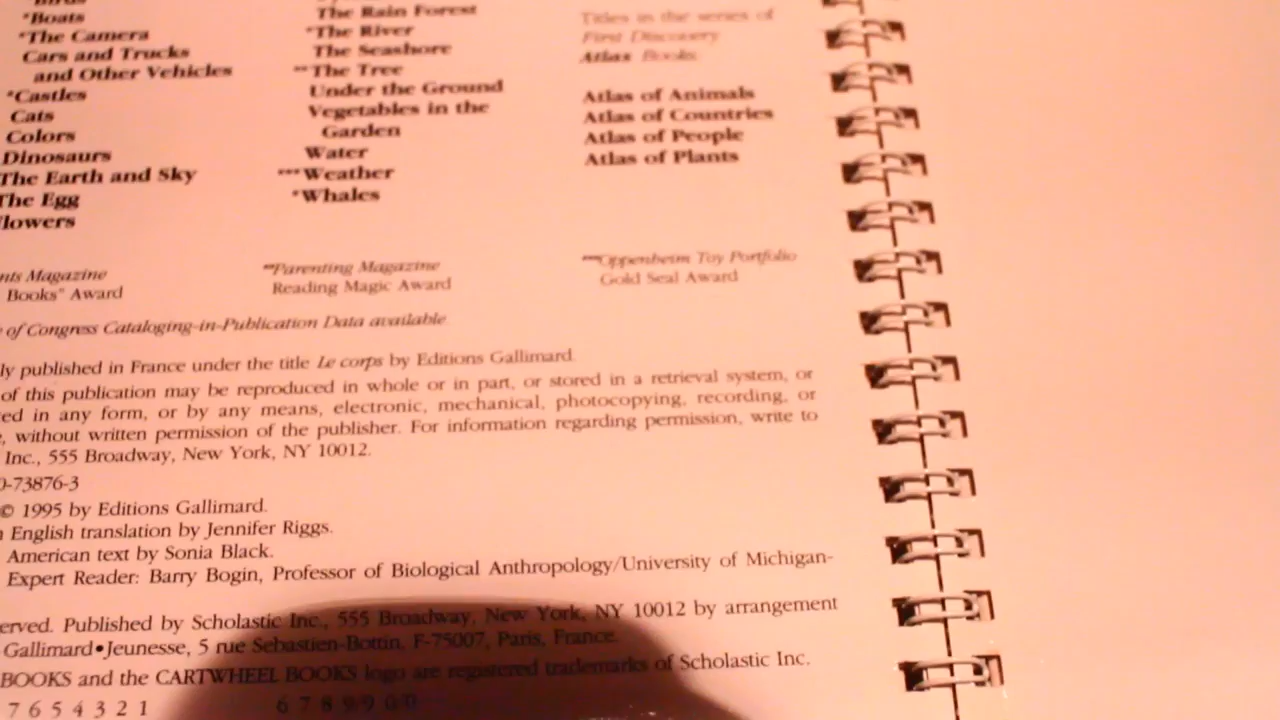 *Boats
*The Camera
Cars and Trucks
and Other Vehicles
*Castles
Cats
Colors
Dinosaurs
The Earth and Sky
The Egg
lowers
The Rain Forest
*The River
The Seashore
**The Tree
Under the Ground
Vegetables in the
Garden
Water
***Weather
*Whales
Titles in the series of
First Discovery
Atlas Books
Atlas of Animals
Atlas of Countries
Atlas of People
Atlas of Plants
nts Magazine
Books" Award
**Parenting Magazine
Reading Magic Award
***Oppenheim Toy Portfolio
Gold Seal Award
of Congress Cataloging-in-Publication Data available.
ly published in France under the title Le corps by Editions Gallimard.
of this publication may be reproduced in whole or in part, or stored in a retrieval system, or
ed in any form, or by any means, electronic, mechanical, photocopying, recording, or
, without written permission of the publisher. For information regarding permission, write to
Inc., 555 Broadway, New York, NY 10012.
0-73876-3
© 1995 by Editions Gallimard.
English translation by Jennifer Riggs.
American text by Sonia Black.
Expert Reader: Barry Bogin, Professor of Biological Anthropology/University of Michigan-
erved. Published by Scholastic Inc., 555 Broadway, New York, NY 10012 by arrangement
Gallimard•Jeunesse, 5 rue Sebastien-Bottin, F-75007, Paris, France.
BOOKS and the CARTWHEEL BOOKS logo are registered trademarks of Scholastic Inc.
7 6 5 4 3 2 1 6 7 8 9/9 0/0